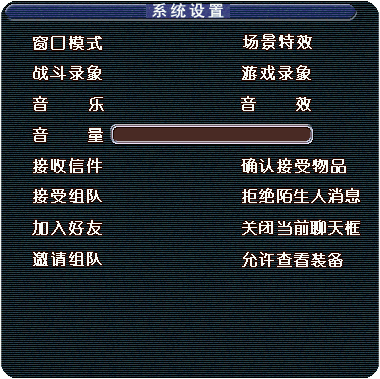 系统设置
窗口模式 场景特效
战斗录象 游戏录象
音 乐 音 效
音 量
接收信件 确认接受物品
接受组队 拒绝陌生人消息
加入好友 关闭当前聊天框
邀请组队 允许查看装备